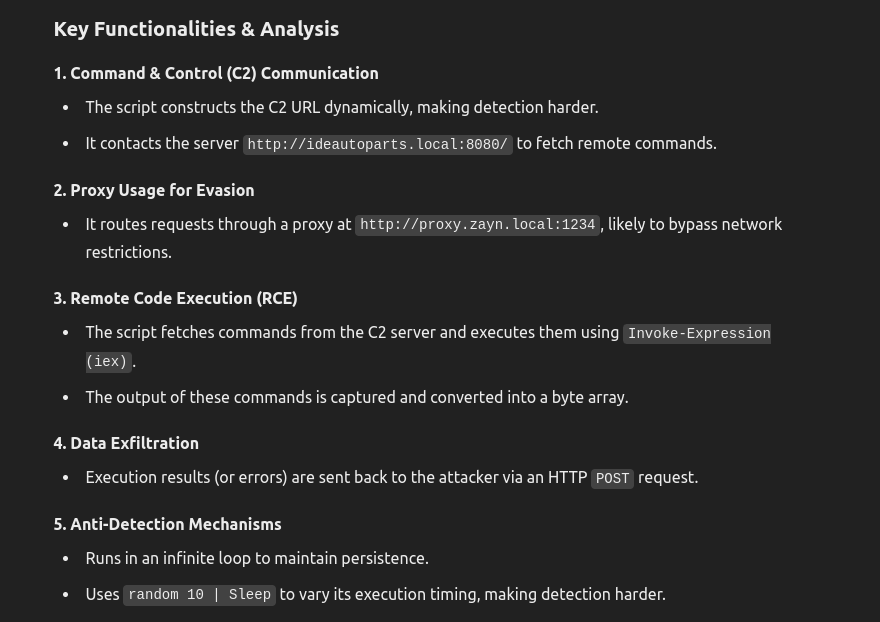 Key Functionalities & Analysis
1. Command & Control (C2) Communication
• The script constructs the C2 URL dynamically, making detection harder.
• It contacts the server http://ideautoparts.local:8080/ to fetch remote commands.
2. Proxy Usage for Evasion
• It routes requests through a proxy at http://proxy.zayn.local:1234, likely to bypass network
restrictions.
3. Remote Code Execution (RCE)
• The script fetches commands from the C2 server and executes them using Invoke-Expression
(iex).
• The output of these commands is captured and converted into a byte array.
4. Data Exfiltration
• Execution results (or errors) are sent back to the attacker via an HTTP POST request.
5. Anti-Detection Mechanisms
• Runs in an infinite loop to maintain persistence.
• Uses random 10 | Sleep to vary its execution timing, making detection harder.